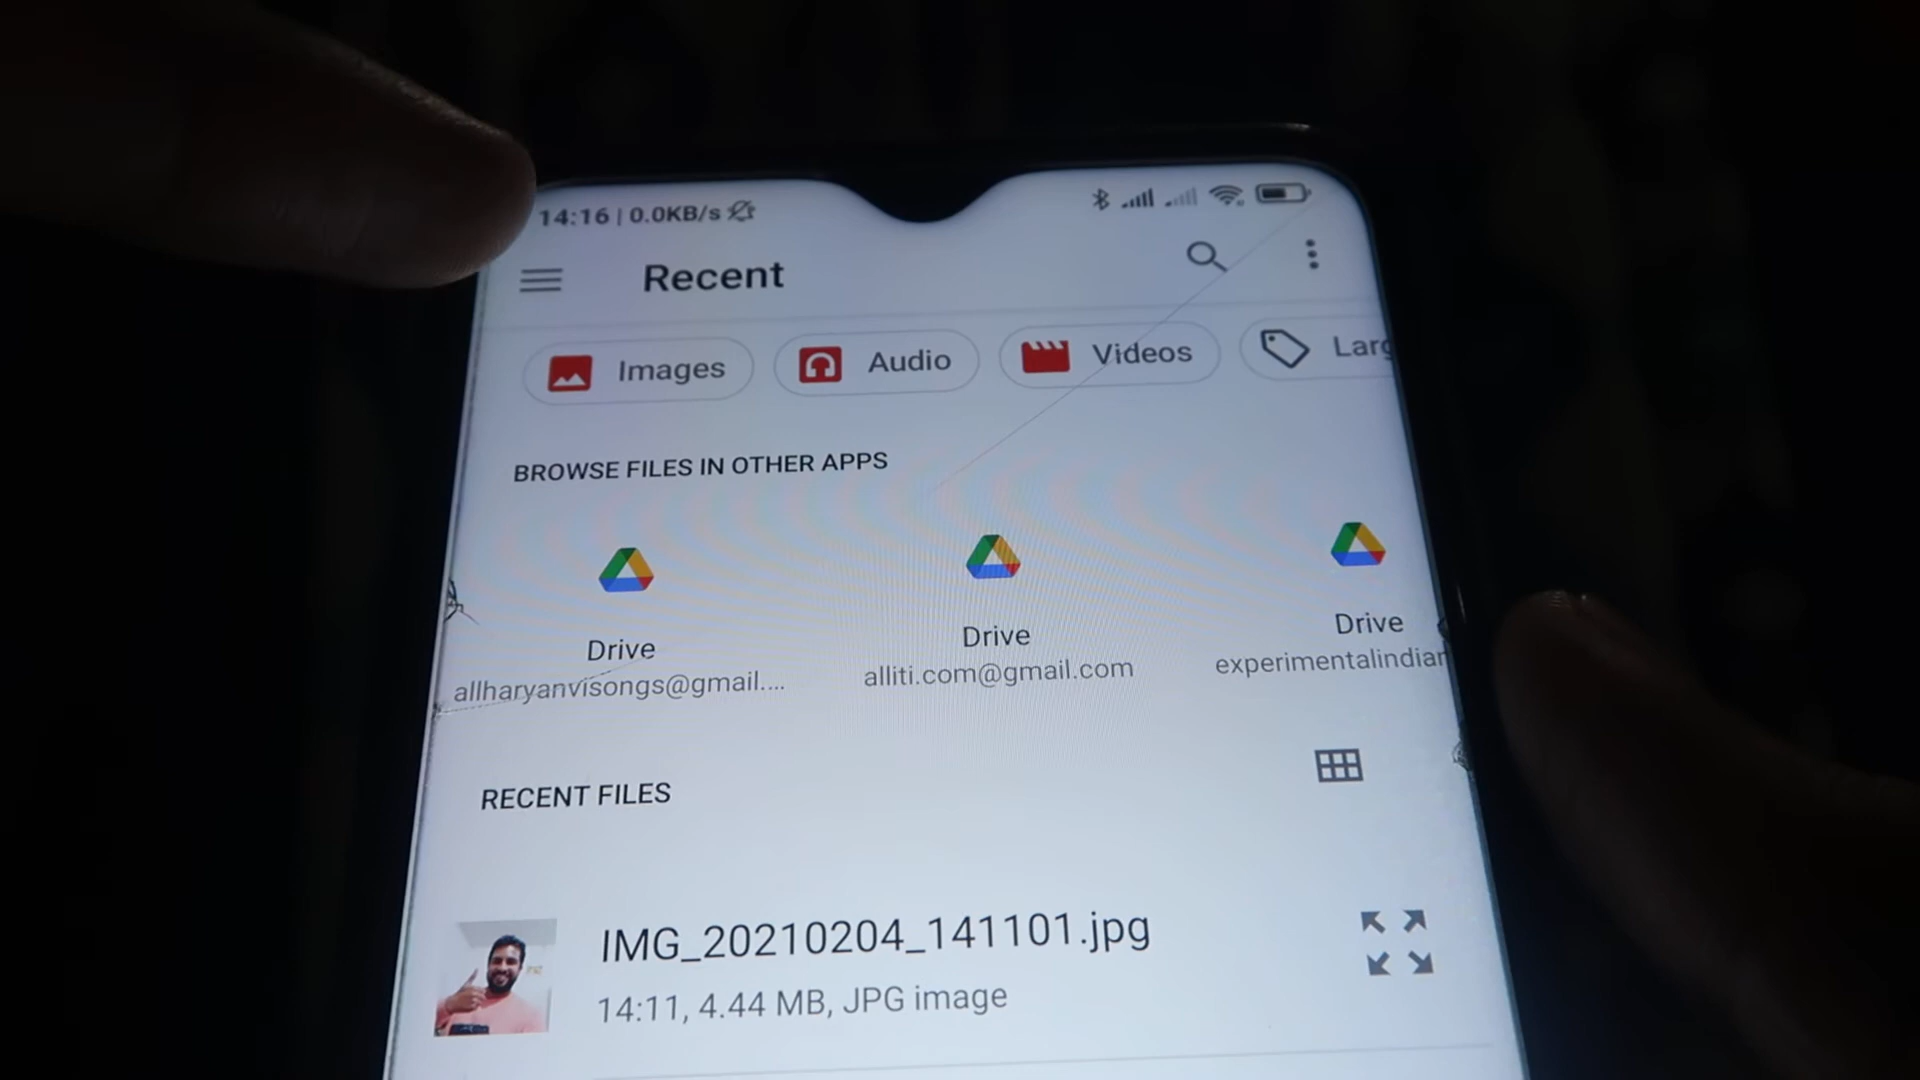 14:16 | 0.0KB/s
Recent
Images Audio Videos Larg
BROWSE FILES IN OTHER APPS
Drive Drive Drive
allharyanvisongs@gmail.... alliti.com@gmail.com experimentalindian
RECENT FILES
IMG_20210204_141101.jpg
14:11, 4.44 MB, JPG image